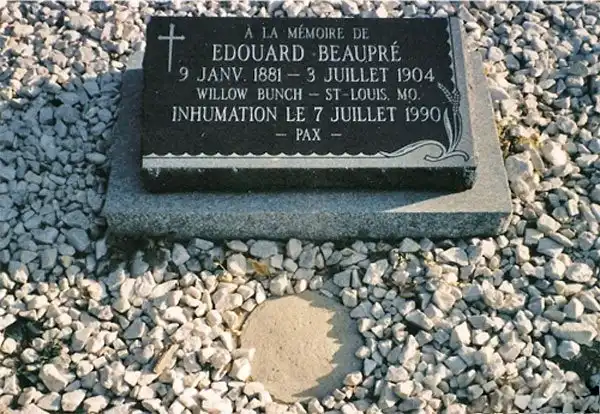 À LA MÉMOIRE DE
EDOUARD BEAUPRÉ
9 JANV. 1881 – 3 JUILLET 1904
WILLOW BUNCH – ST-LOUIS, MO.
INHUMATION LE 7 JUILLET 1990
– PAX –